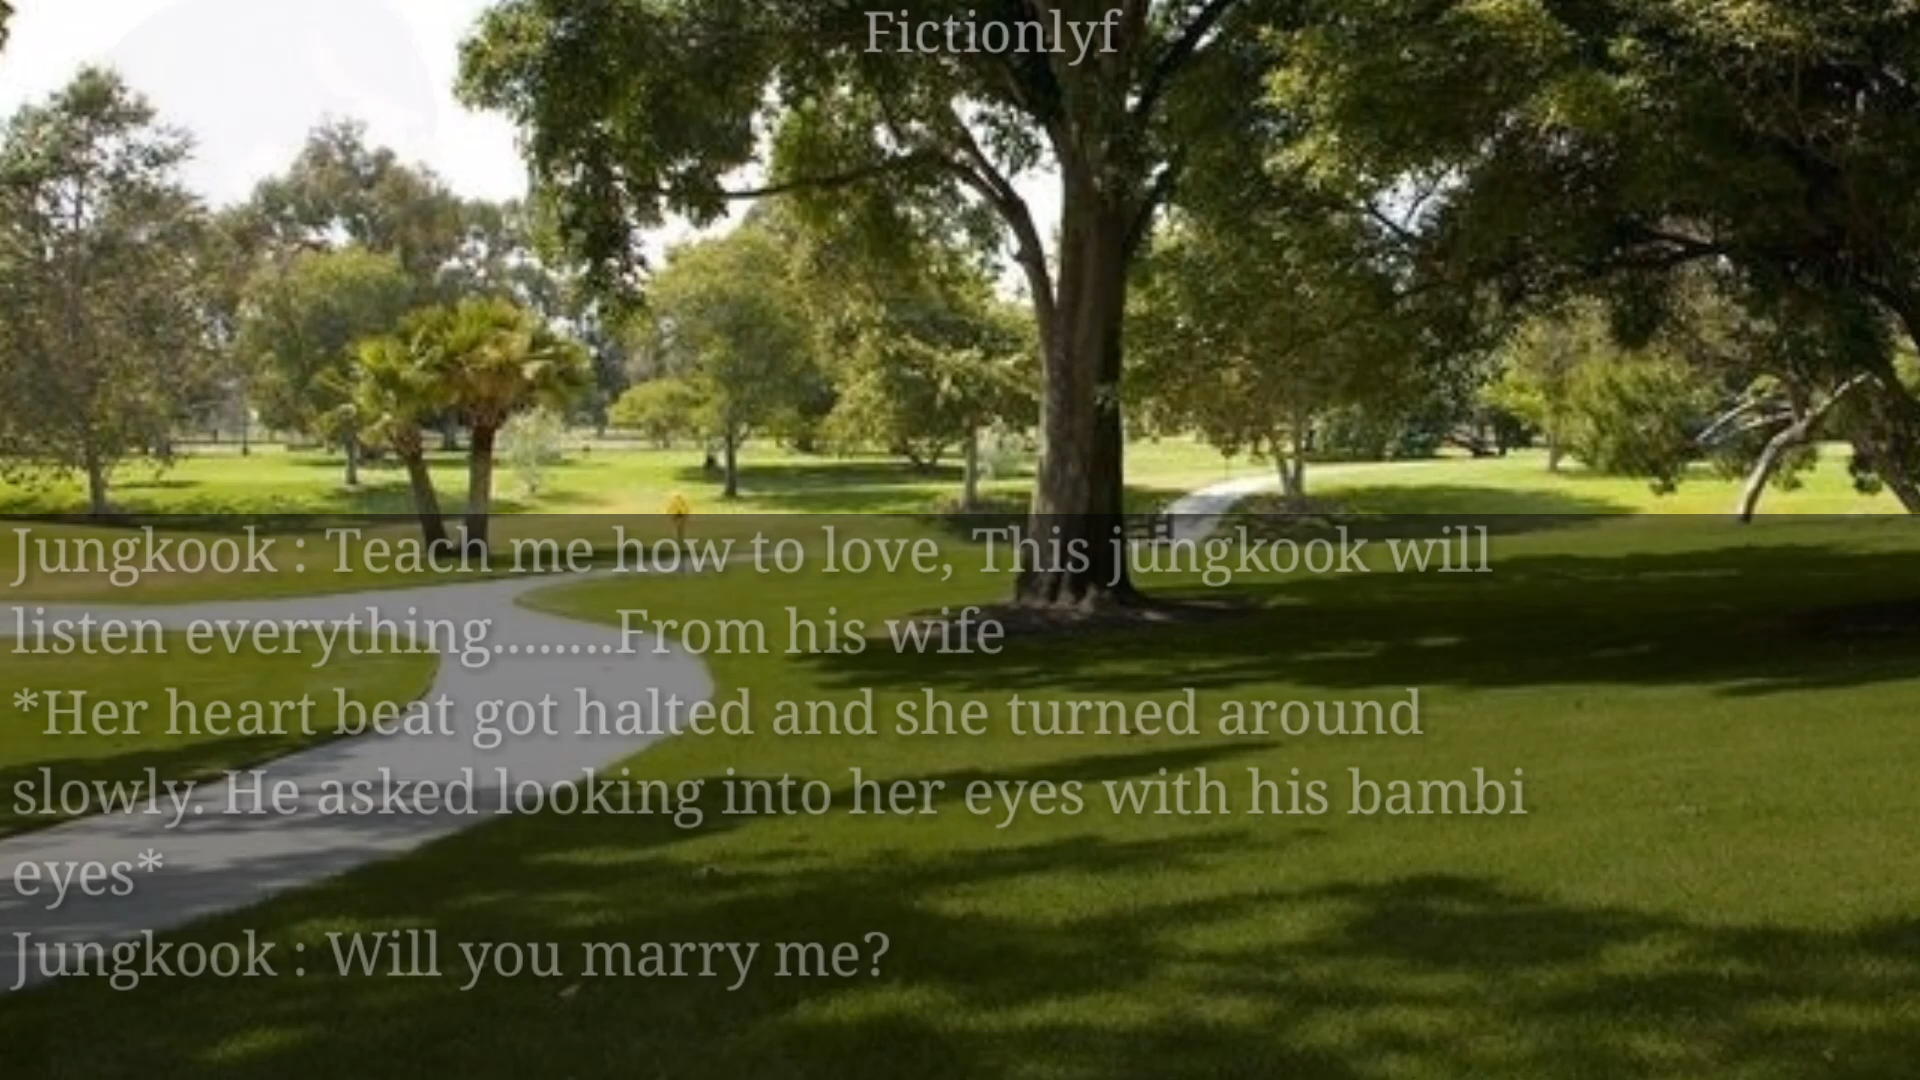 Fictionlyf
Jungkook : Teach me how to love, This jungkook will
listen everything........From his wife
*Her heart beat got halted and she turned around
slowly. He asked looking into her eyes with his bambi
eyes*
Jungkook : Will you marry me?